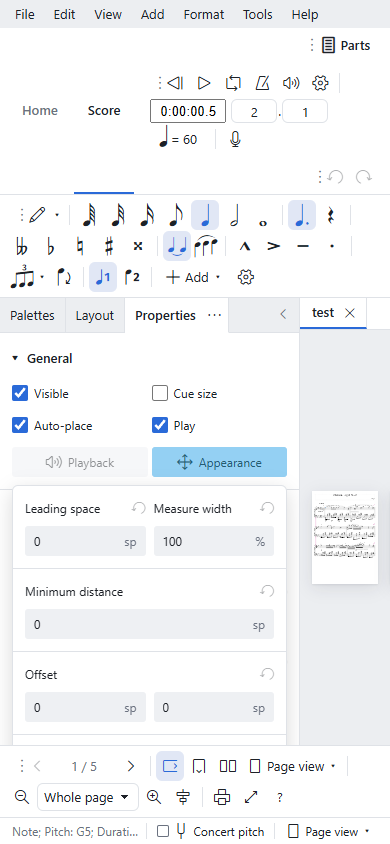 File Edit View Add Format Tools Help
Parts
Home Score 0:00:00.5 2 . 1
= 60
3 1 2 Add
Palettes Layout Properties ··· test
General
Visible Cue size
Auto-place Play
Playback Appearance
Leading space Measure width
0 sp 100 %
Minimum distance
0 sp
Offset
0 sp 0 sp
1 / 5 Page view
Whole page ?
Note; Pitch: G5; Durati... Concert pitch Page view